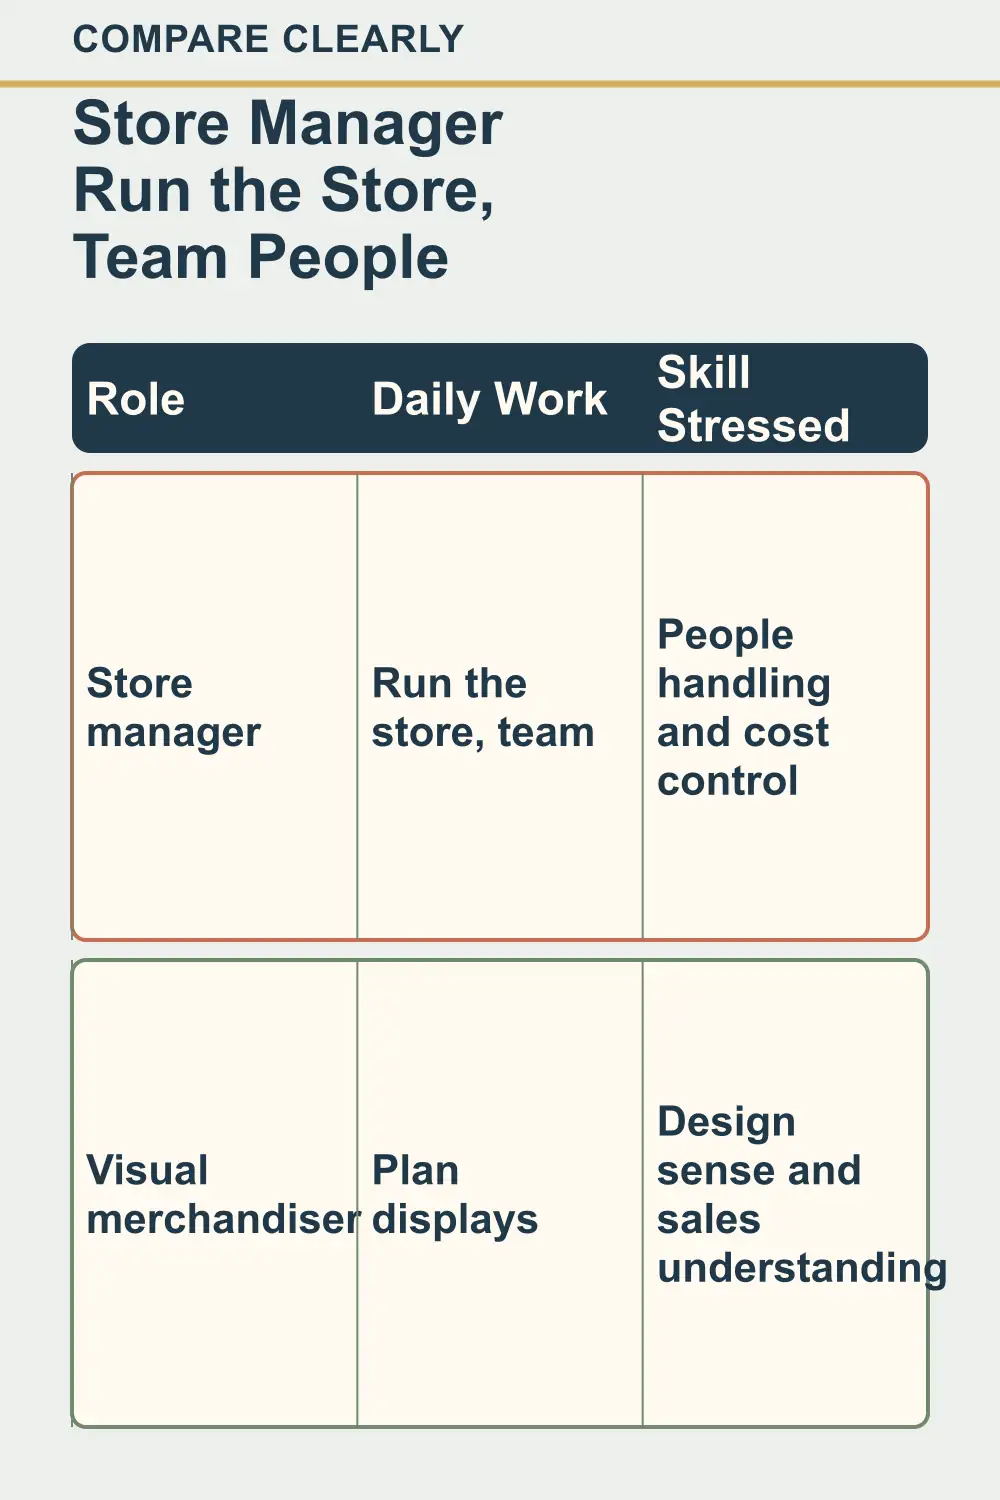 COMPARE CLEARLY
Store Manager
Run the Store,
Team People
Role
Daily Work
Skill
Stressed
Store
manager
Run the
store, team
People
handling
and cost
control
Visual
merchandiser
Plan
displays
Design
sense and
sales
understanding